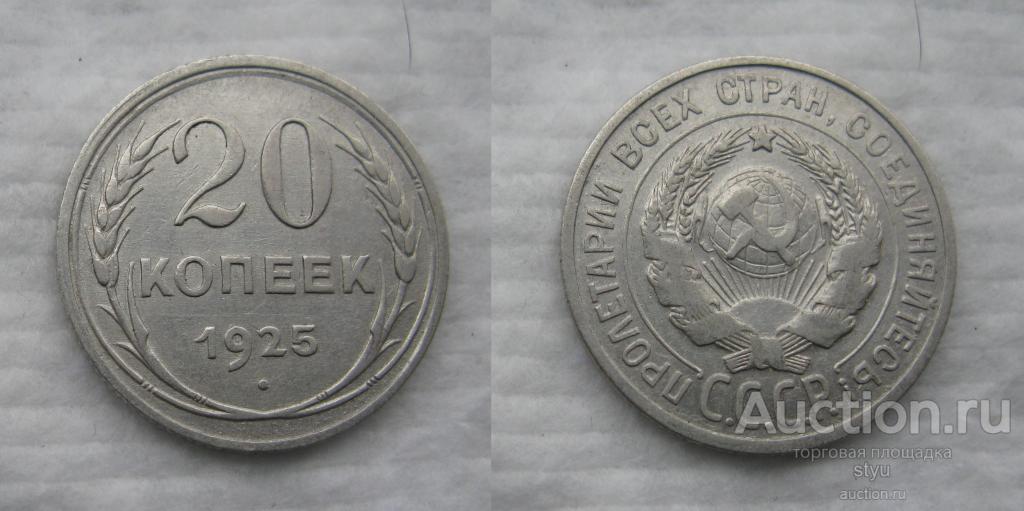 20
КОПЕЕК
1925
ПРОЛЕТАРИИ ВСЕХ СТРАН, СОЕДИНЯЙТЕСЬ!
С.С.С.Р.
Auction.ru
торговая площадка
styu
auction.ru